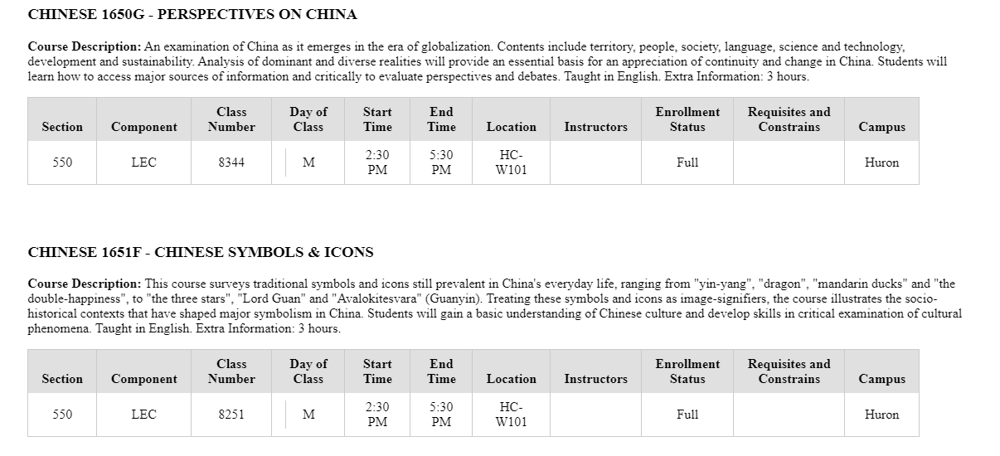 CHINESE 1650G - PERSPECTIVES ON CHINA
Course Description: An examination of China as it emerges in the era of globalization. Contents include territory, people, society, language, science and technology,
development and sustainability. Analysis of dominant and diverse realities will provide an essential basis for an appreciation of continuity and change in China. Students will
learn how to access major sources of information and critically to evaluate perspectives and debates. Taught in English. Extra Information: 3 hours.
Section Component Class Number Day of Class Start Time End Time Location Instructors Enrollment Status Requisites and Constrains Campus
550 LEC 8344 M 2:30 PM 5:30 PM HC-W101 Full Huron
CHINESE 1651F - CHINESE SYMBOLS & ICONS
Course Description: This course surveys traditional symbols and icons still prevalent in China's everyday life, ranging from "yin-yang", "dragon", "mandarin ducks" and "the
double-happiness", to "the three stars", "Lord Guan" and "Avalokitesvara" (Guanyin). Treating these symbols and icons as image-signifiers, the course illustrates the socio-
historical contexts that have shaped major symbolism in China. Students will gain a basic understanding of Chinese culture and develop skills in critical examination of cultural
phenomena. Taught in English. Extra Information: 3 hours.
Section Component Class Number Day of Class Start Time End Time Location Instructors Enrollment Status Requisites and Constrains Campus
550 LEC 8251 M 2:30 PM 5:30 PM HC-W101 Full Huron